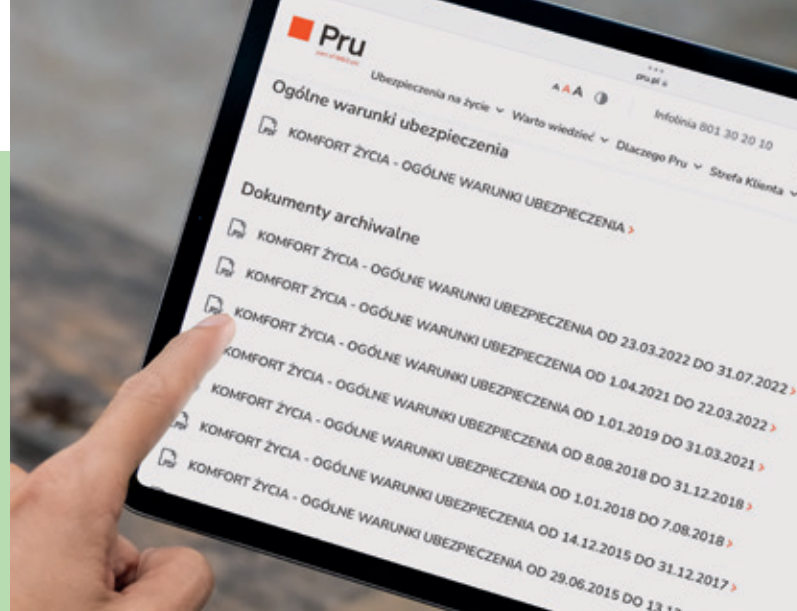 Pru
pru.pl
A A A
Infolinia 801 30 20 10
Ubezpieczenia na życie
Warto wiedzieć
Dlaczego Pru
Strefa Klienta
Ogólne warunki ubezpieczenia
KOMFORT ŻYCIA - OGÓLNE WARUNKI UBEZPIECZENIA
Dokumenty archiwalne
KOMFORT ŻYCIA - OGÓLNE WARUNKI UBEZPIECZENIA OD 23.03.2022 DO 31.07.2022
KOMFORT ŻYCIA - OGÓLNE WARUNKI UBEZPIECZENIA OD 1.04.2021 DO 22.03.2022
KOMFORT ŻYCIA - OGÓLNE WARUNKI UBEZPIECZENIA OD 1.01.2019 DO 31.03.2021
KOMFORT ŻYCIA - OGÓLNE WARUNKI UBEZPIECZENIA OD 8.08.2018 DO 31.12.2018
KOMFORT ŻYCIA - OGÓLNE WARUNKI UBEZPIECZENIA OD 1.01.2018 DO 7.08.2018
KOMFORT ŻYCIA - OGÓLNE WARUNKI UBEZPIECZENIA OD 14.12.2015 DO 31.12.2017
KOMFORT ŻYCIA - OGÓLNE WARUNKI UBEZPIECZENIA OD 29.06.2015 DO 13.12